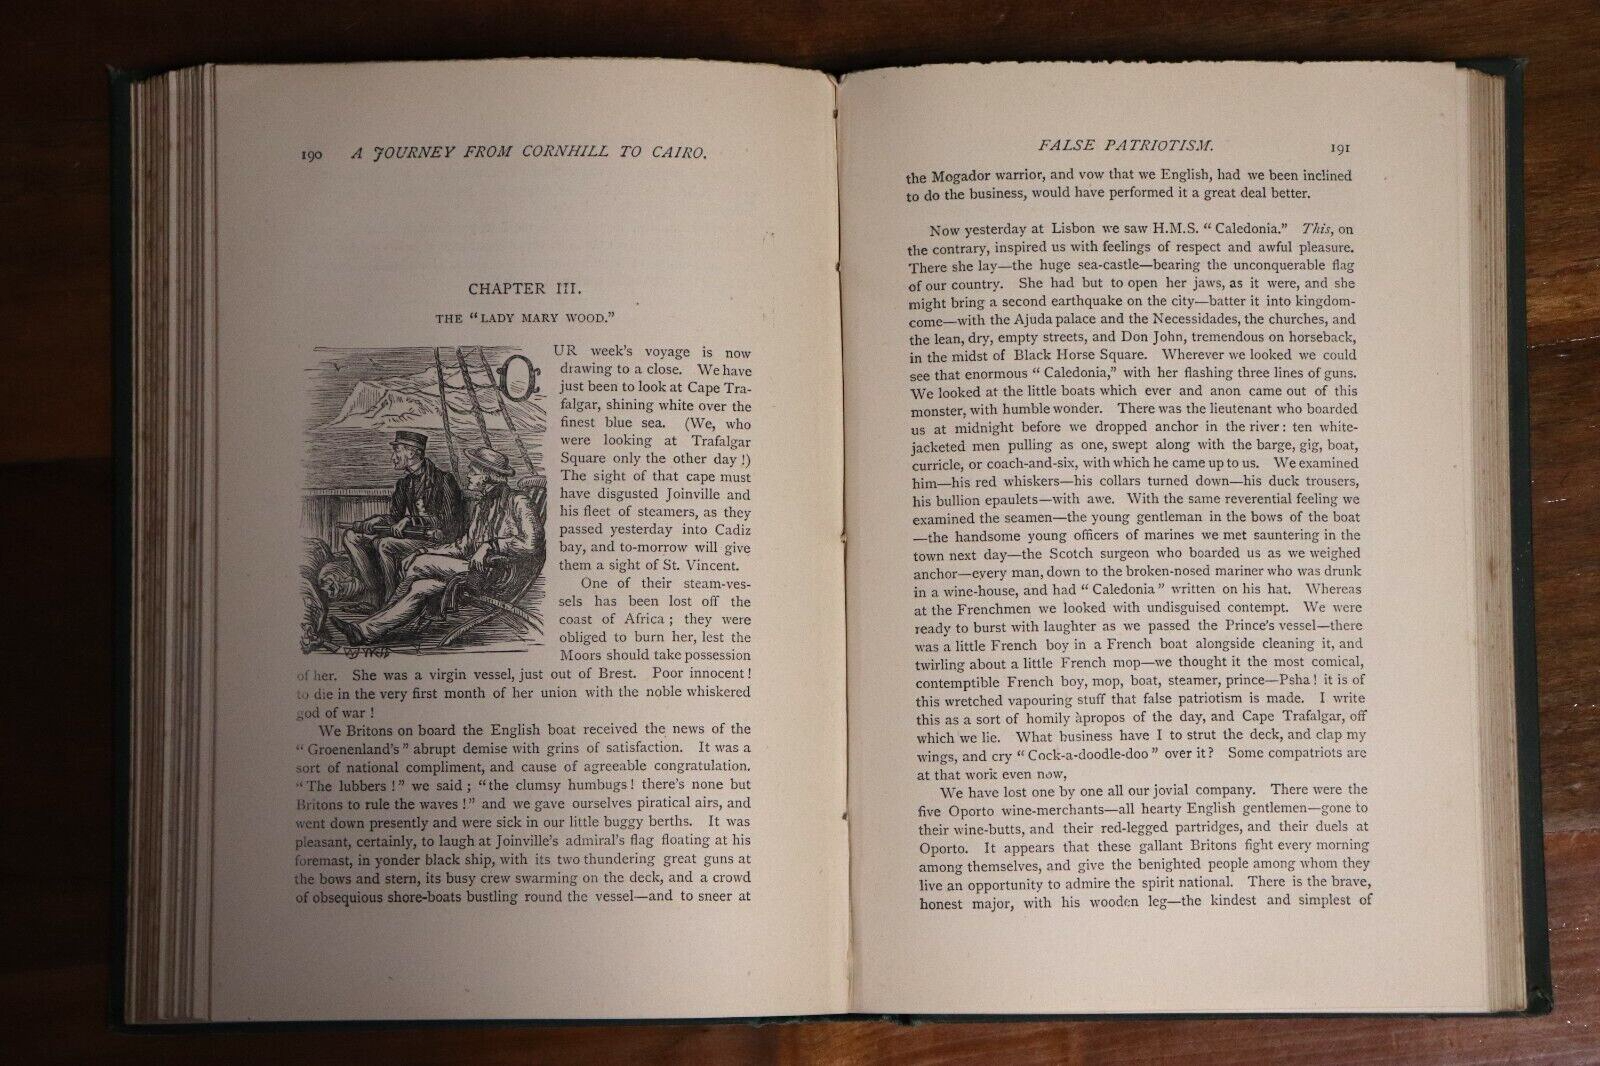 190 A JOURNEY FROM CORNHILL TO CAIRO.
CHAPTER III.
THE "LADY MARY WOOD."
OUR week's voyage is now
drawing to a close. We have
just been to look at Cape Tra-
falgar, shining white over the
finest blue sea. (We, who
were looking at Trafalgar
Square only the other day!)
The sight of that cape must
have disgusted Joinville and
his fleet of steamers, as they
passed yesterday into Cadiz
bay, and to-morrow will give
them a sight of St. Vincent.
One of their steam-ves-
sels has been lost off the
coast of Africa; they were
obliged to burn her, lest the
Moors should take possession
of her. She was a virgin vessel, just out of Brest. Poor innocent!
to die in the very first month of her union with the noble whiskered
god of war!
We Britons on board the English boat received the news of the
"Groenenland's" abrupt demise with grins of satisfaction. It was a
sort of national compliment, and cause of agreeable congratulation.
"The lubbers!" we said; "the clumsy humbugs! there's none but
Britons to rule the waves!" and we gave ourselves piratical airs, and
went down presently and were sick in our little buggy berths. It was
pleasant, certainly, to laugh at Joinville's admiral's flag floating at his
foremast, in yonder black ship, with its two thundering great guns at
the bows and stern, its busy crew swarming on the deck, and a crowd
of obsequious shore-boats bustling round the vessel—and to sneer at
FALSE PATRIOTISM. 191
the Mogador warrior, and vow that we English, had we been inclined
to do the business, would have performed it a great deal better.
Now yesterday at Lisbon we saw H.M.S. "Caledonia." This, on
the contrary, inspired us with feelings of respect and awful pleasure.
There she lay—the huge sea-castle—bearing the unconquerable flag
of our country. She had but to open her jaws, as it were, and she
might bring a second earthquake on the city—batter it into kingdom-
come—with the Ajuda palace and the Necessidades, the churches, and
the lean, dry, empty streets, and Don John, tremendous on horseback,
in the midst of Black Horse Square. Wherever we looked we could
see that enormous "Caledonia," with her flashing three lines of guns.
We looked at the little boats which ever and anon came out of this
monster, with humble wonder. There was the lieutenant who boarded
us at midnight before we dropped anchor in the river: ten white-
jacketed men pulling as one, swept along with the barge, gig, boat,
curricle, or coach-and-six, with which he came up to us. We examined
him—his red whiskers—his collars turned down—his duck trousers,
his bullion epaulets—with awe. With the same reverential feeling we
examined the seamen—the young gentleman in the bows of the boat
—the handsome young officers of marines we met sauntering in the
town next day—the Scotch surgeon who boarded us as we weighed
anchor—every man, down to the broken-nosed mariner who was drunk
in a wine-house, and had "Caledonia" written on his hat. Whereas
at the Frenchmen we looked with undisguised contempt. We were
ready to burst with laughter as we passed the Prince's vessel—there
was a little French boy in a French boat alongside cleaning it, and
twirling about a little French mop—we thought it the most comical,
contemptible French boy, mop, boat, steamer, prince—Psha! it is of
this wretched vapouring stuff that false patriotism is made. I write
this as a sort of homily àpropos of the day, and Cape Trafalgar, off
which we lie. What business have I to strut the deck, and clap my
wings, and cry "Cock-a-doodle-doo" over it? Some compatriots are
at that work even now,
We have lost one by one all our jovial company. There were the
five Oporto wine-merchants—all hearty English gentlemen—gone to
their wine-butts, and their red-legged partridges, and their duels at
Oporto. It appears that these gallant Britons fight every morning
among themselves, and give the benighted people among whom they
live an opportunity to admire the spirit national. There is the brave,
honest major, with his wooden leg—the kindest and simplest of